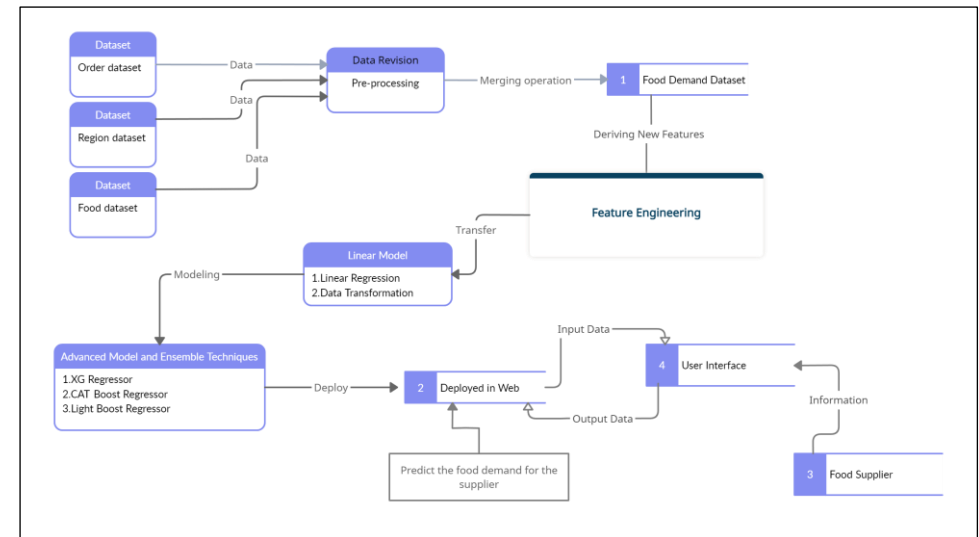 Dataset
Order dataset
Data
Data Revision
Pre-processing
Merging operation
1
Food Demand Dataset
Dataset
Region dataset
Data
Dataset
Food dataset
Data
Deriving New Features
Feature Engineering
Transfer
Linear Model
1.Linear Regression
2.Data Transformation
Modeling
Advanced Model and Ensemble Techniques
1.XG Regressor
2.CAT Boost Regressor
3.Light Boost Regressor
Deploy
2
Deployed in Web
Input Data
4
User Interface
Output Data
Information
Predict the food demand for the
supplier
3
Food Supplier